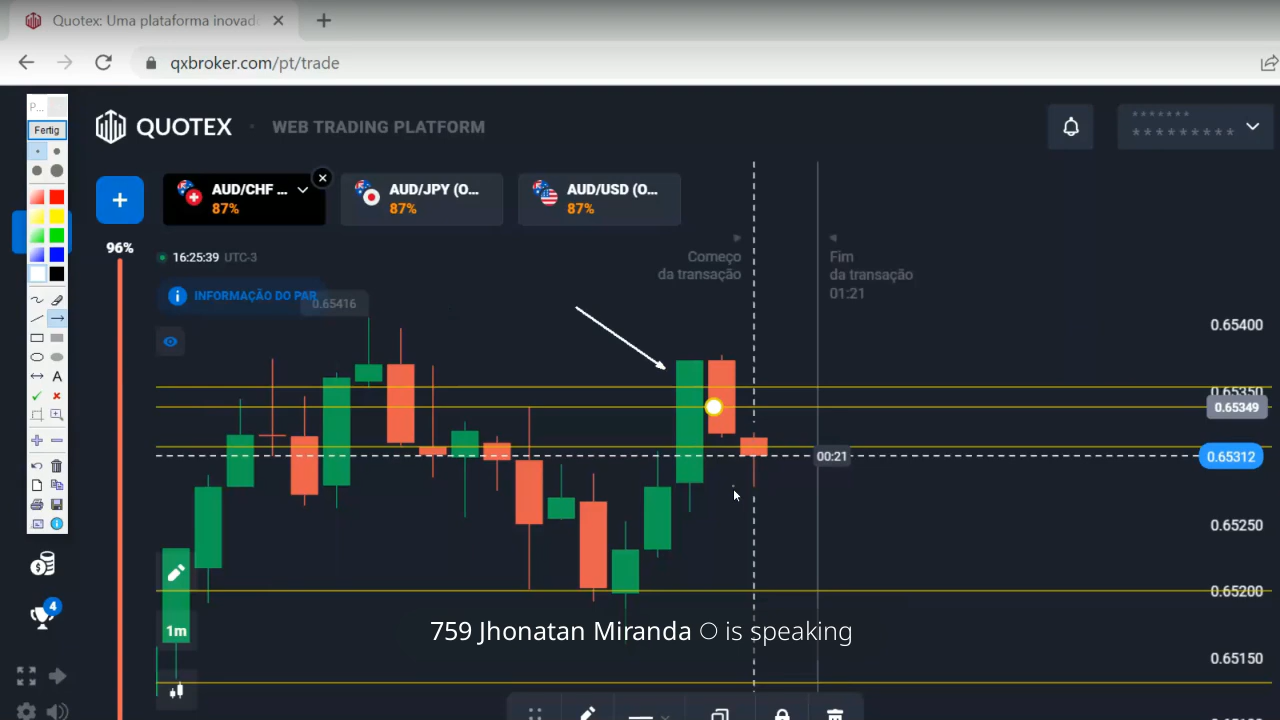 Quotex: Uma plataforma inovad
qxbroker.com/pt/trade
P...
Fertig
QUOTEX
WEB TRADING PLATFORM
*******
*********
AUD/CHF ...
87%
AUD/JPY (O...
87%
AUD/USD (O...
87%
96%
16:25:39 UTC-3
Começo
da transação
Fim
da transação
01:21
INFORMAÇÃO DO PAR
0.65416
0.65400
0.65350
0.65349
00:21
0.65312
0.65250
0.65200
4
1m
759 Jhonatan Miranda O is speaking
0.65150
A